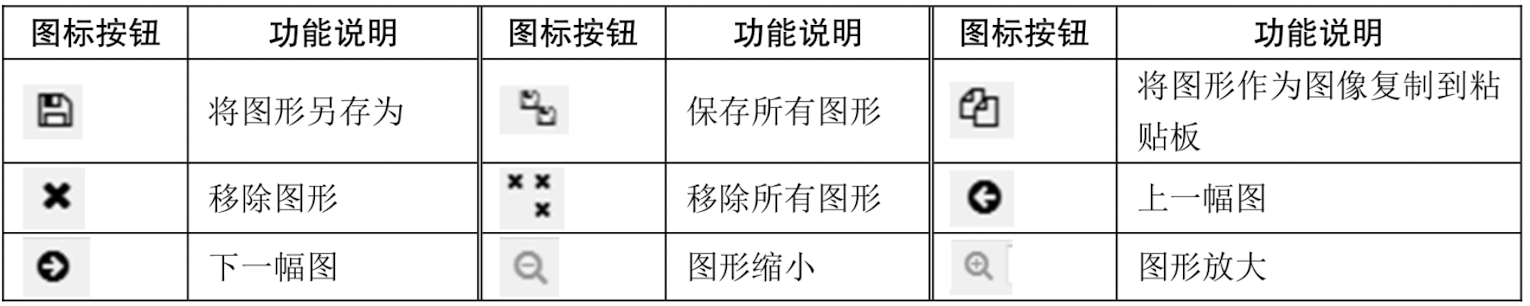 图标按钮 功能说明 图标按钮 功能说明 图标按钮 功能说明
将图形另存为 保存所有图形 将图形作为图像复制到粘
贴板
移除图形 移除所有图形 上一幅图
下一幅图 图形缩小 图形放大